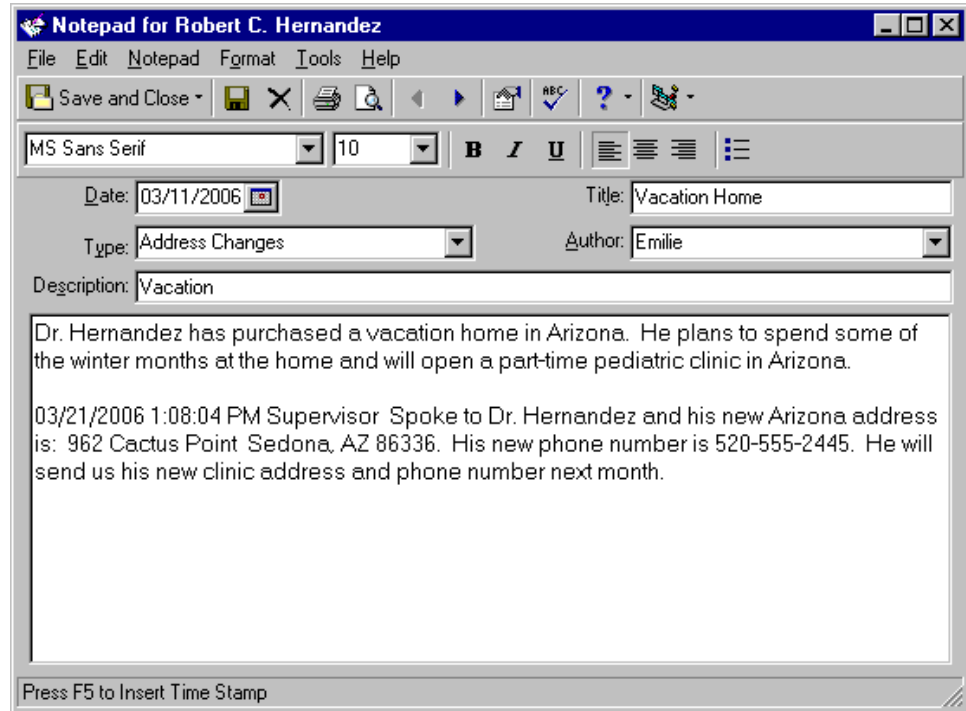 Notepad for Robert C. Hernandez
File Edit Notepad Format Tools Help
Save and Close ABC ?
MS Sans Serif 10 B I U
Date: 03/11/2006 Title: Vacation Home
Type: Address Changes Author: Emilie
Description: Vacation
Dr. Hernandez has purchased a vacation home in Arizona. He plans to spend some of
the winter months at the home and will open a part-time pediatric clinic in Arizona.
03/21/2006 1:08:04 PM Supervisor Spoke to Dr. Hernandez and his new Arizona address
is: 962 Cactus Point Sedona, AZ 86336. His new phone number is 520-555-2445. He will
send us his new clinic address and phone number next month.
Press F5 to Insert Time Stamp